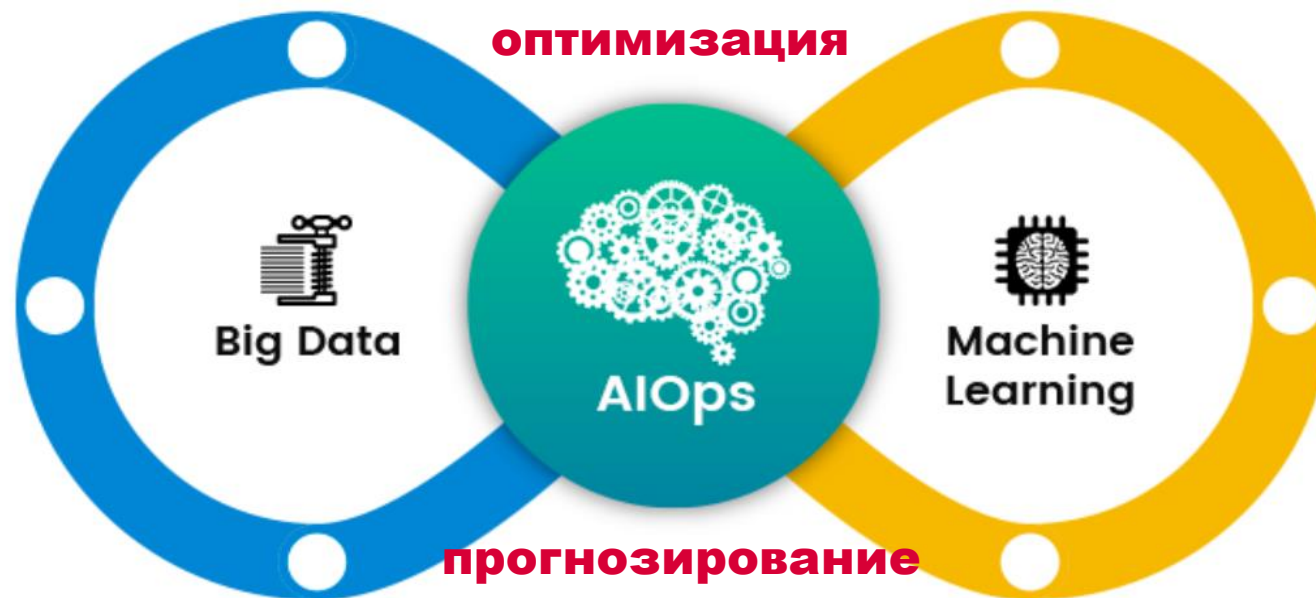 оптимизация
Big Data
AIOps
Machine
Learning
прогнозирование